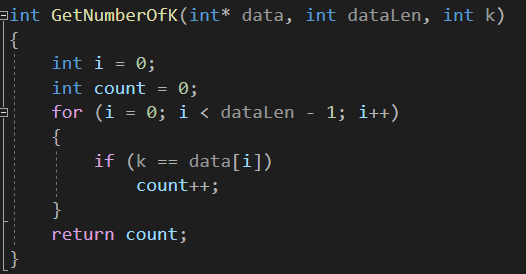 int GetNumberOfK(int* data, int dataLen, int k)
{
    int i = 0;
    int count = 0;
    for (i = 0; i < dataLen - 1; i++)
    {
        if (k == data[i])
            count++;
    }
    return count;
}